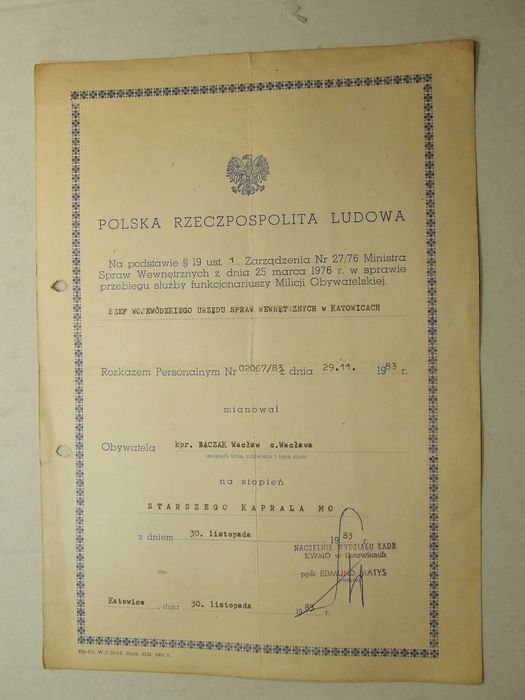 POLSKA RZECZPOSPOLITA LUDOWA
Na podstawie § 19 ust. 1 Zarządzenia Nr 27/76 Ministra
Spraw Wewnętrznych z dnia 25 marca 1976 r. w sprawie
przebiegu służby funkcjonariuszy Milicji Obywatelskiej,
SZEF WOJEWÓDZKIEGO URZĘDU SPRAW WEWNĘTRZNYCH w KATOWICACH
Rozkazem Personalnym Nr 02067/83 z dnia 29.11. 1983 r.
mianował
Obywatela kpr. BACZAK Wacław s.Wacława
(stopień, imię, nazwisko i imię ojca)
na stopień
STARSZEGO KAPRALA MO
z dniem 30. listopada 1983 r.
NACZELNIK WYDZIAŁU KADR
w Katowicach
ppłk EDMUND MATYS
Katowice, dnia 30. listopada 1983 r.